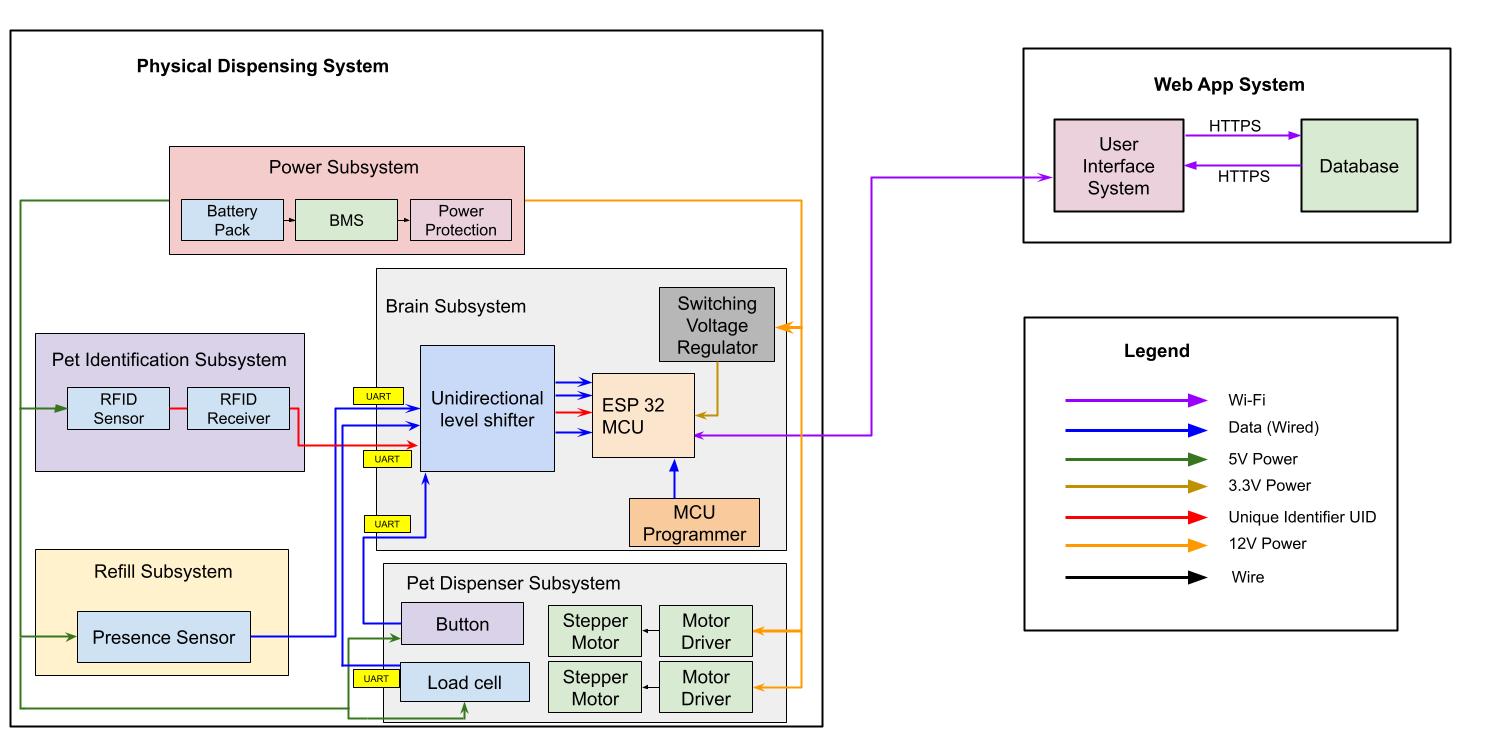 Physical Dispensing System
Power Subsystem
Battery
Pack
BMS
Power
Protection
Web App System
User
Interface
System
HTTPS
HTTPS
Database
Brain Subsystem
Switching
Voltage
Regulator
Pet Identification Subsystem
RFID
Sensor
RFID
Receiver
UART
UART
UART
Unidirectional
level shifter
ESP 32
MCU
MCU
Programmer
Refill Subsystem
Presence Sensor
Pet Dispenser Subsystem
Button
Stepper
Motor
Motor
Driver
UART
Load cell
Stepper
Motor
Motor
Driver
Legend
Wi-Fi
Data (Wired)
5V Power
3.3V Power
Unique Identifier UID
12V Power
Wire